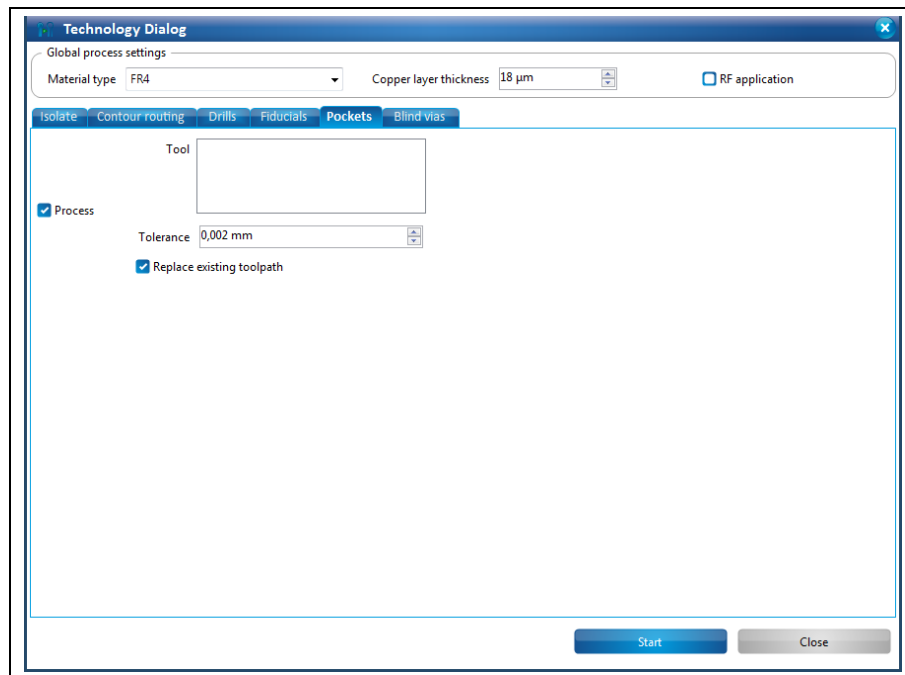 Technology Dialog
Global process settings
Material type FR4 Copper layer thickness 18 µm RF application
Isolate Contour routing Drills Fiducials Pockets Blind vias
Tool
Process
Tolerance 0,002 mm
Replace existing toolpath
Start Close